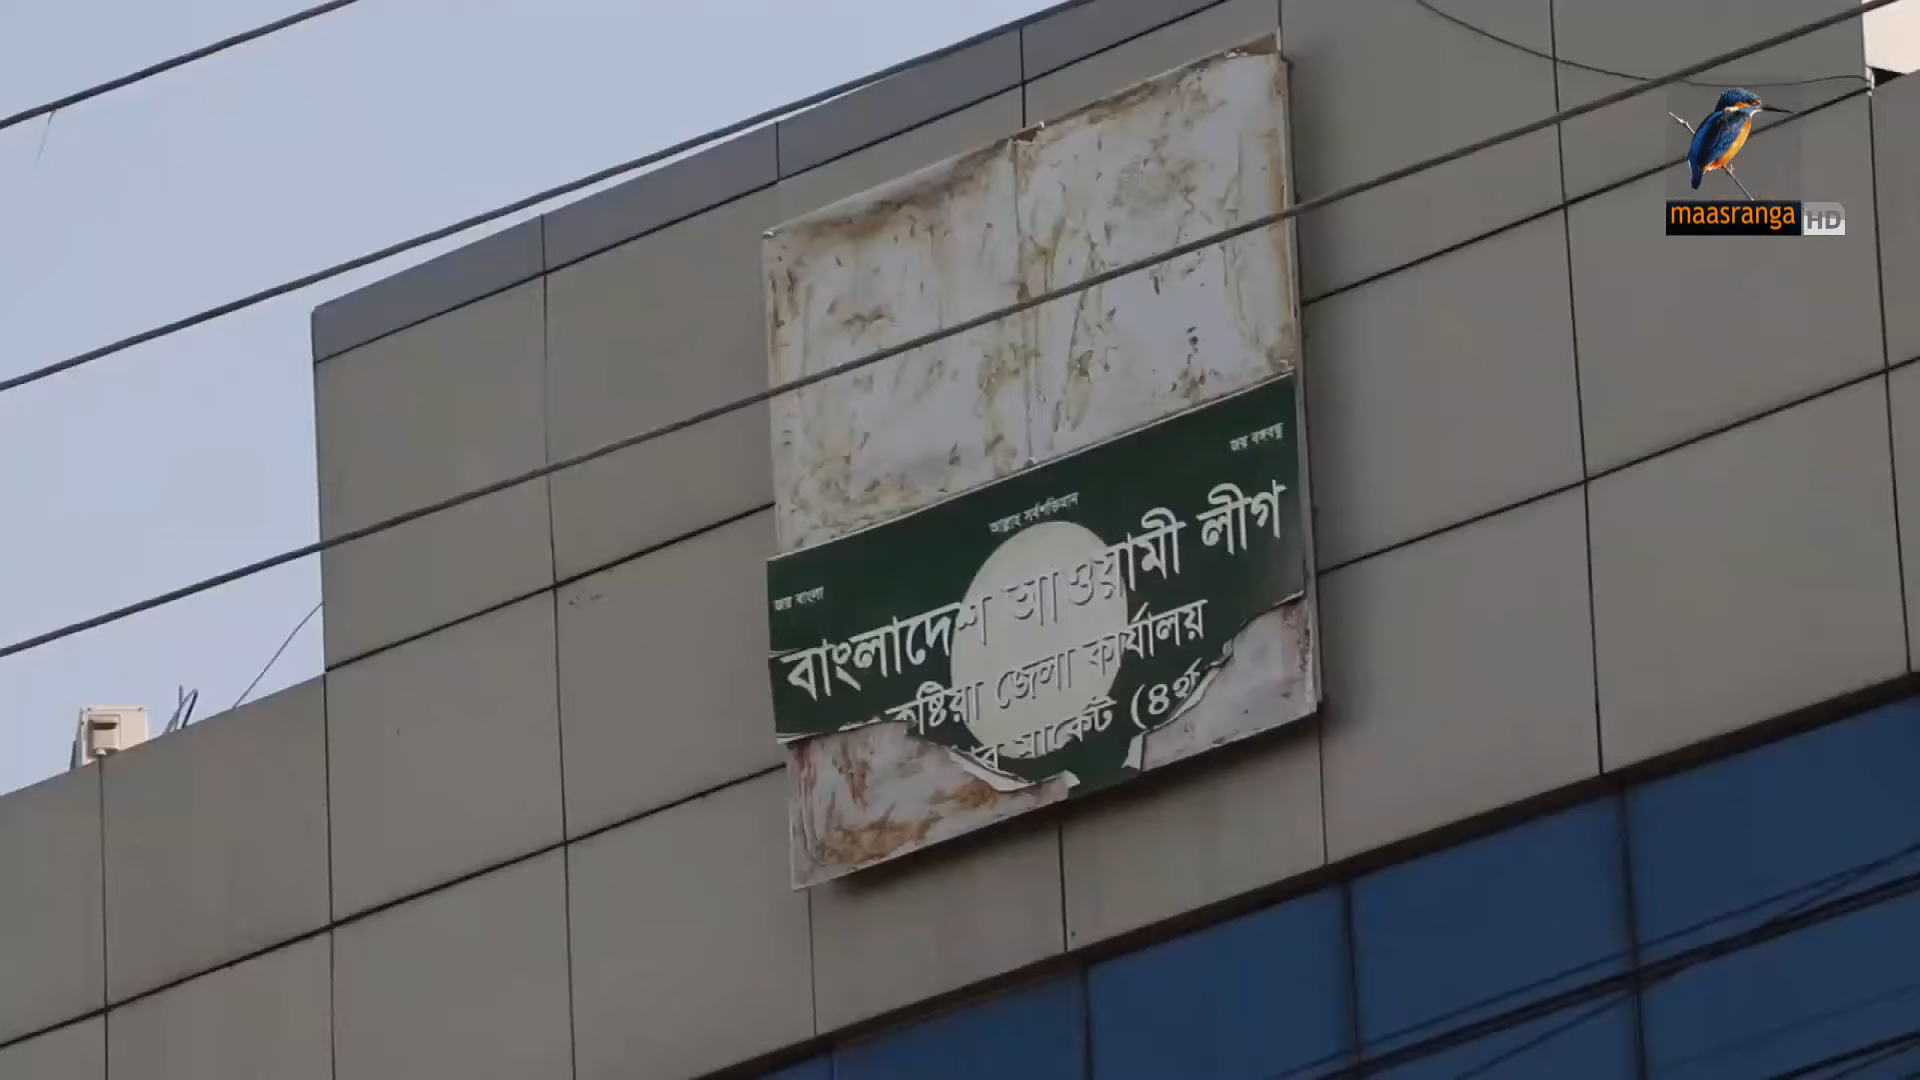 maasranga HD
জয় বঙ্গবন্ধু
আল্লাহ সর্বশক্তিমান
জয় বাংলা
বাংলাদেশ আওয়ামী লীগ
কুষ্টিয়া জেলা কার্যালয়
মার্কেট (৪র্থ